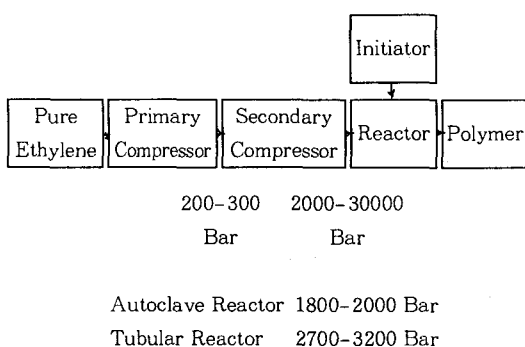 Initiator
Pure Ethylene
Primary Compressor
Secondary Compressor
Reactor
Polymer
200-300 Bar
2000-30000 Bar
Autoclave Reactor 1800-2000 Bar
Tubular Reactor 2700-3200 Bar